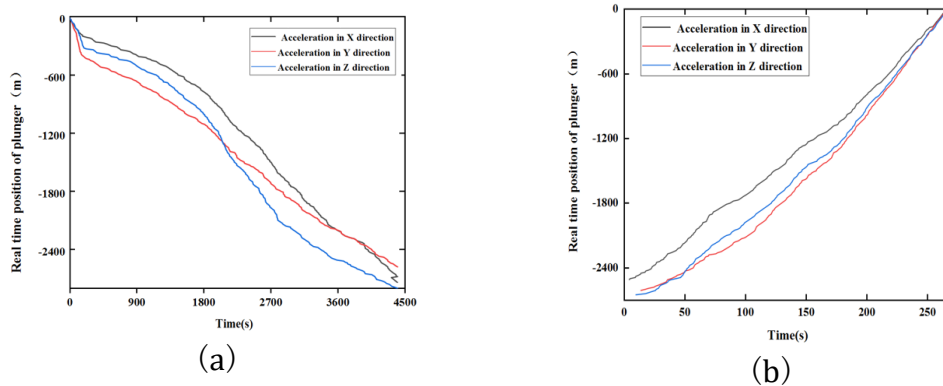 Real time position of plunger (m)
0
-600
-1200
-1800
-2400
Acceleration in X direction
Acceleration in Y direction
Acceleration in Z direction
0
900
1800
2700
3600
4500
Time(s)
(a)
Real time position of plunger (m)
0
-600
-1200
-1800
-2400
Acceleration in X direction
Acceleration in Y direction
Acceleration in Z direction
0
50
100
150
200
250
Time(s)
(b)